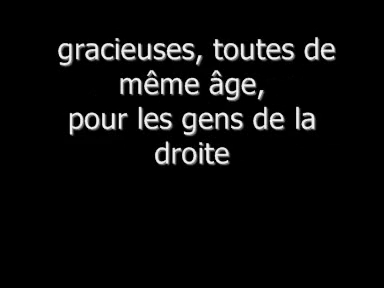 gracieuses, toutes de
même âge,
pour les gens de la
droite